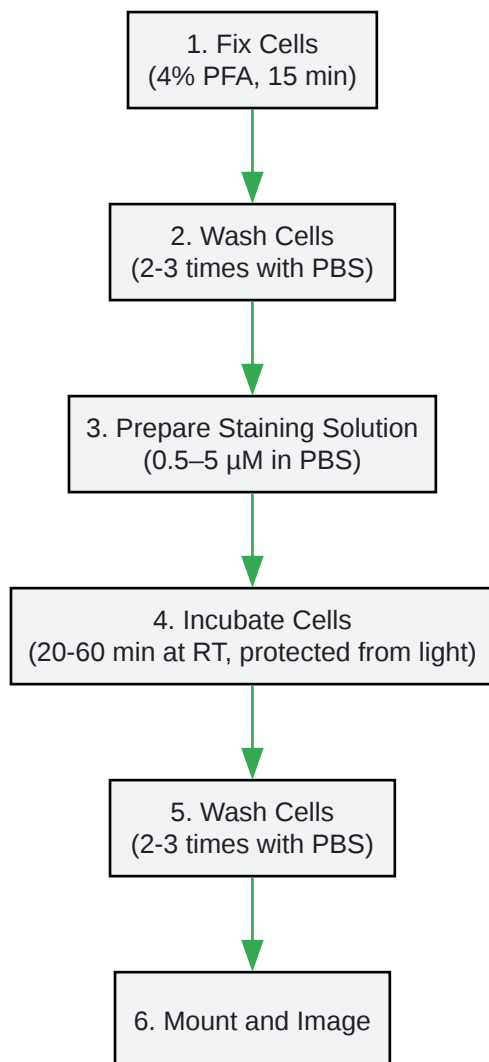 1. Fix Cells
(4% PFA, 15 min)
2. Wash Cells
(2-3 times with PBS)
3. Prepare Staining Solution
(0.5–5 µM in PBS)
4. Incubate Cells
(20-60 min at RT, protected from light)
5. Wash Cells
(2-3 times with PBS)
6. Mount and Image